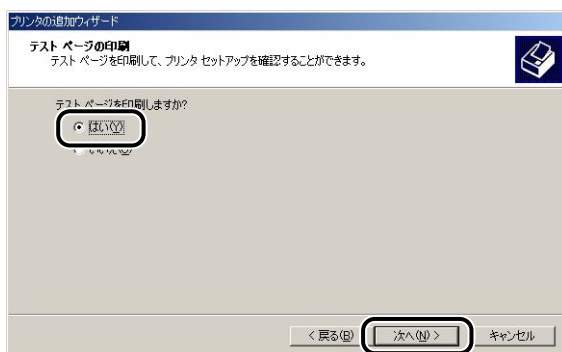 プリンタの追加ウィザード
テスト ページの印刷
テスト ページを印刷して、プリンタ セットアップを確認することができます。
テスト ページを印刷しますか?
はい(Y)
いいえ(O)
< 戻る(B) 次へ(N) > キャンセル